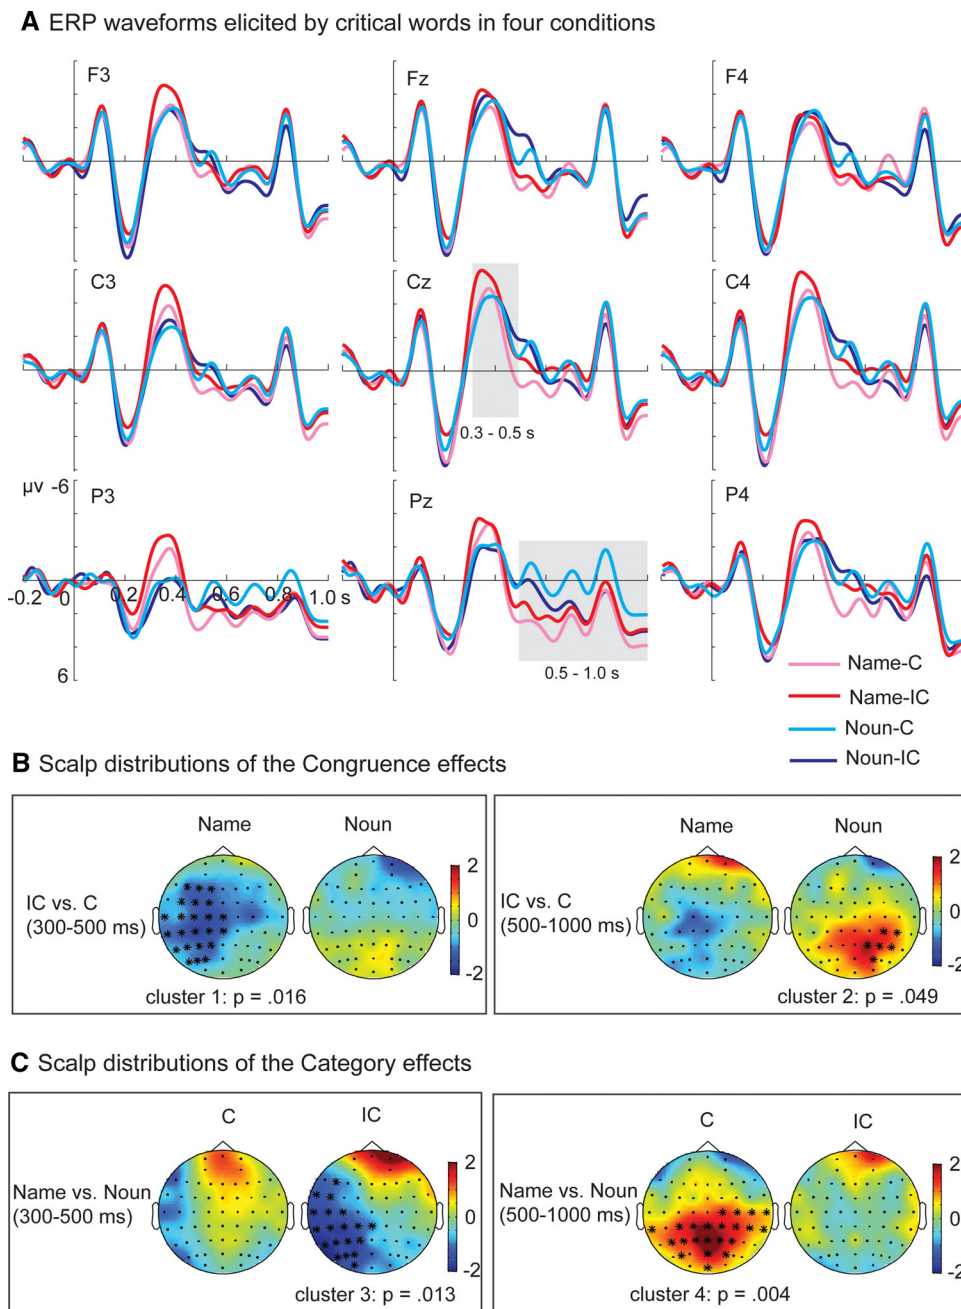 A ERP waveforms elicited by critical words in four conditions
F3
Fz
F4
C3
Cz
C4
0.3 - 0.5 s
µv -6
P3
Pz
P4
-0.2 0 0.2 0.4 0.6 0.8 1.0 s
6
0.5 - 1.0 s
Name-C
Name-IC
Noun-C
Noun-IC
B Scalp distributions of the Congruence effects
Name Noun
IC vs. C
(300-500 ms)
2
0
-2
cluster 1: p = .016
Name Noun
IC vs. C
(500-1000 ms)
2
0
-2
cluster 2: p = .049
C Scalp distributions of the Category effects
C IC
Name vs. Noun
(300-500 ms)
2
0
-2
cluster 3: p = .013
C IC
Name vs. Noun
(500-1000 ms)
2
0
-2
cluster 4: p = .004